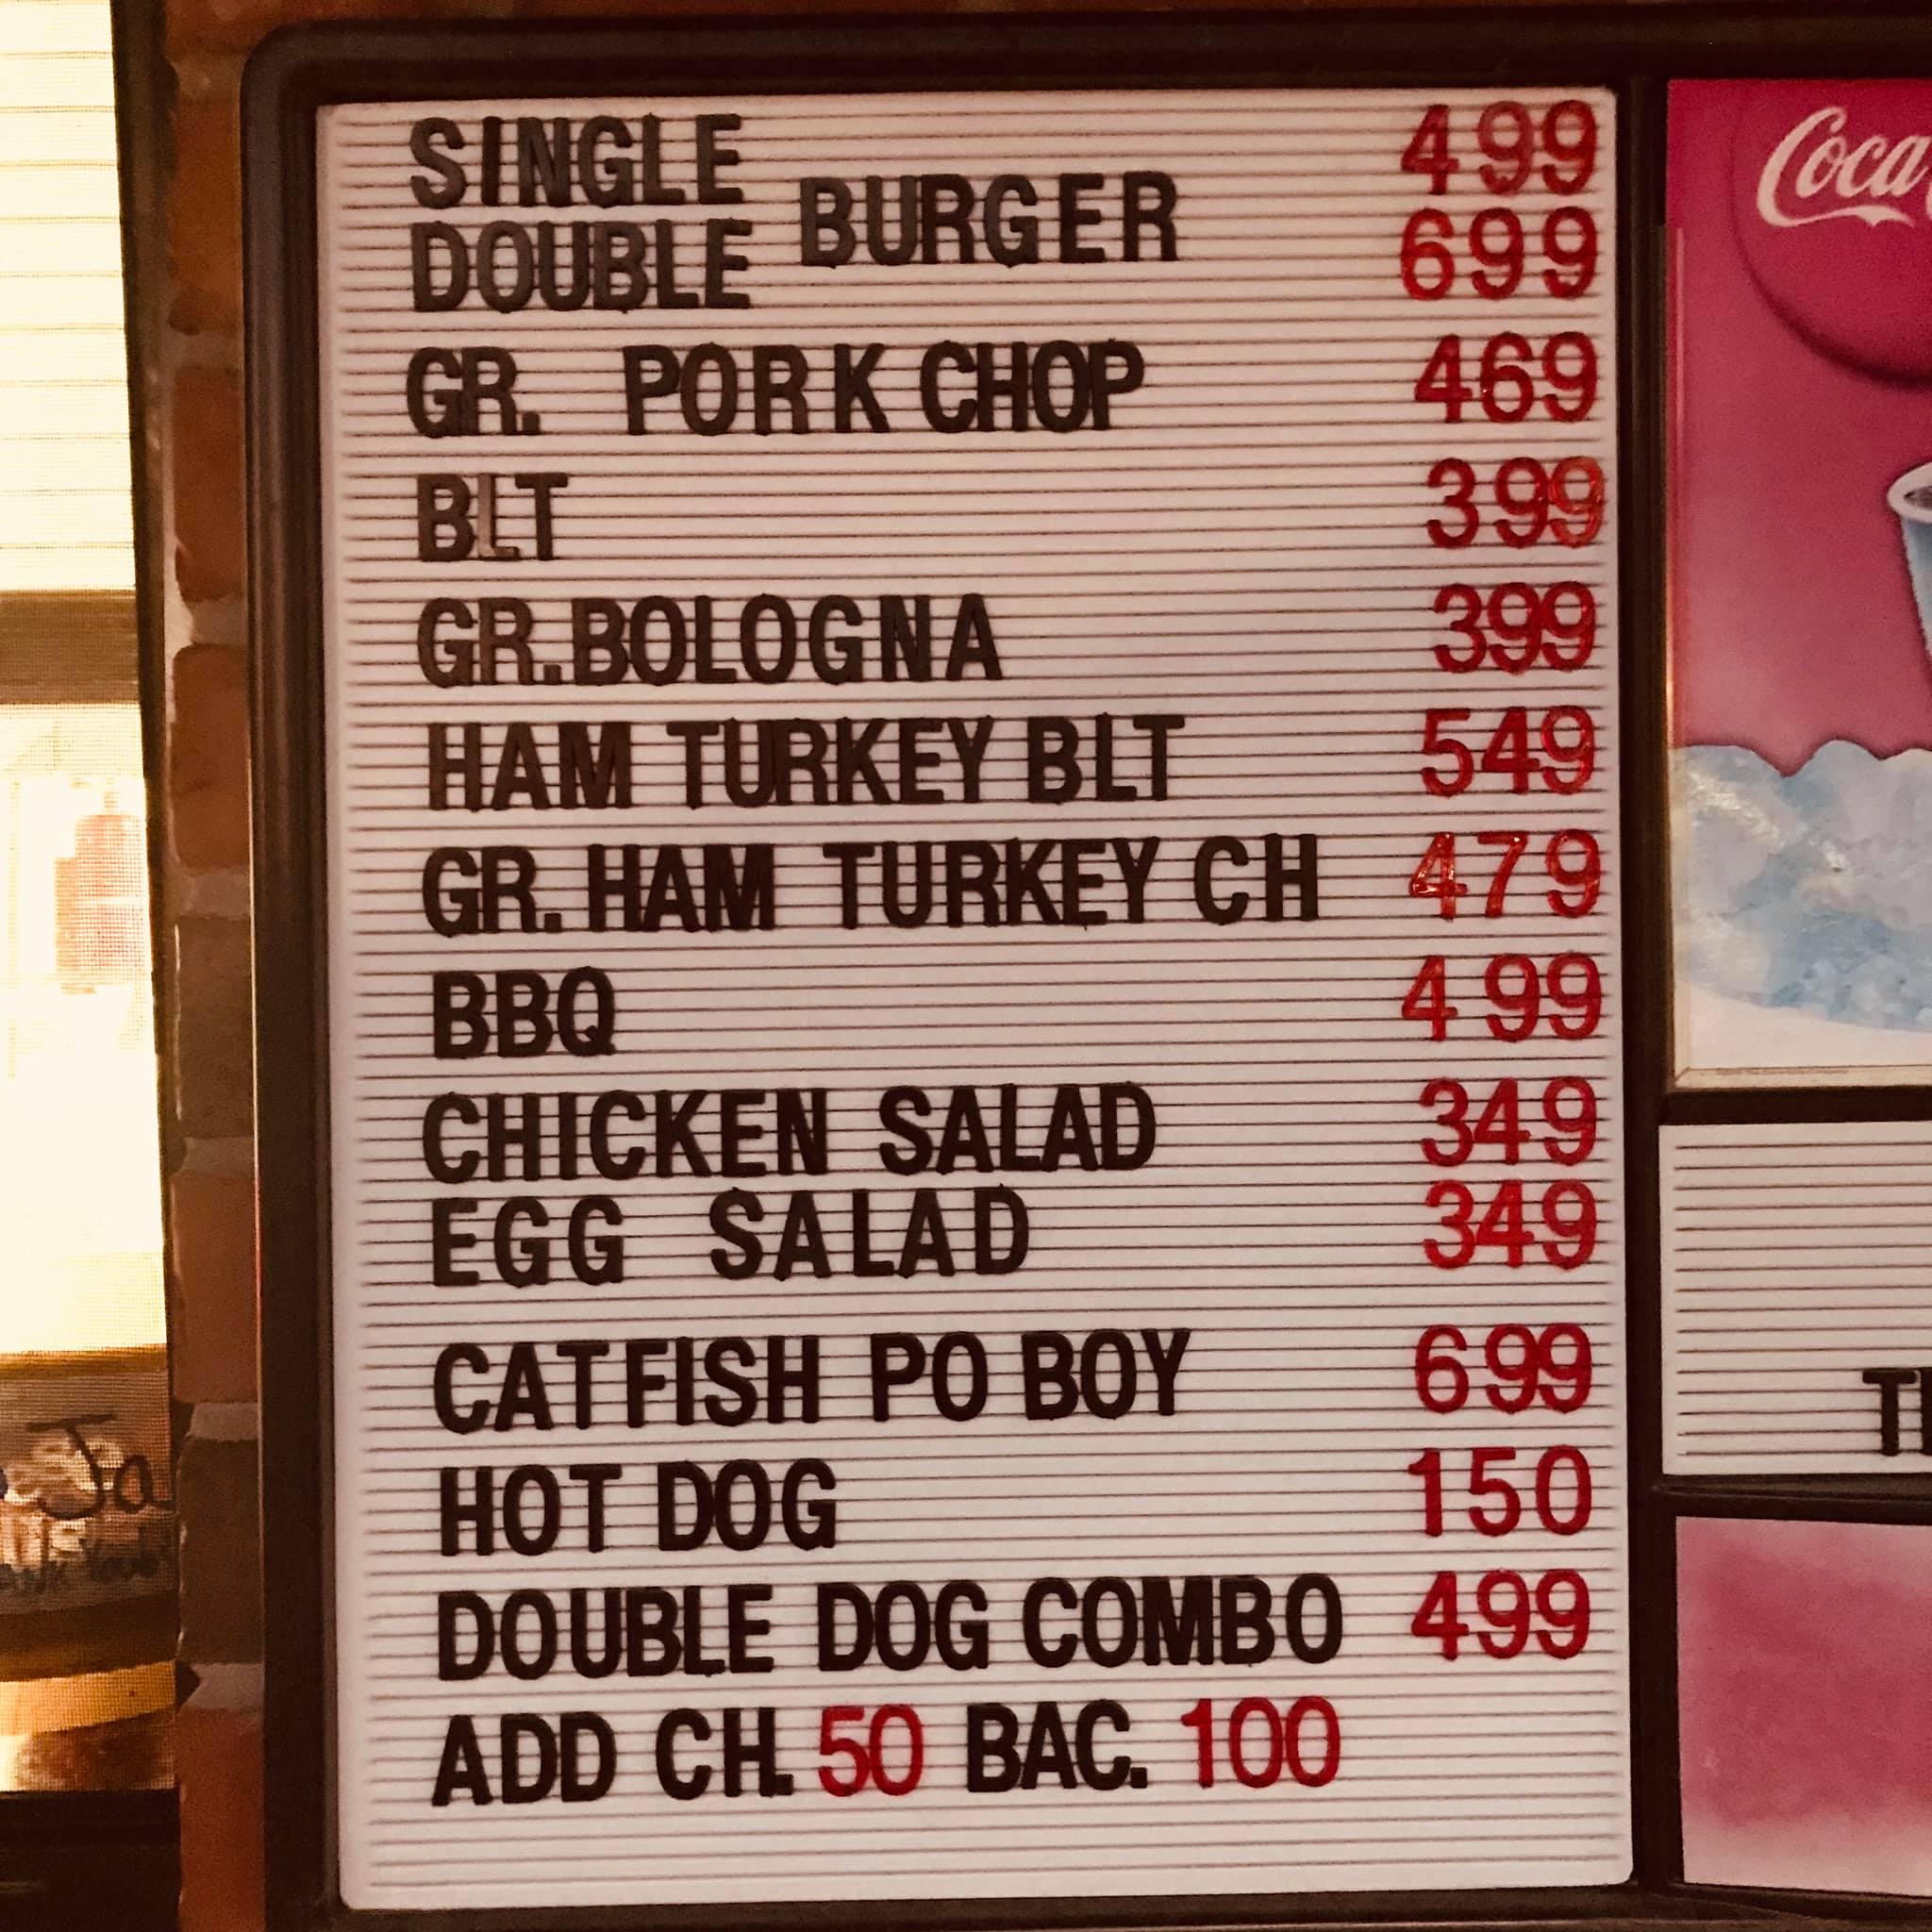 SINGLE 499
BURGER
DOUBLE 699
GR. PORK CHOP 469
BLT 399
GR. BOLOGNA 399
HAM TURKEY BLT 549
GR. HAM TURKEY CH 479
BBQ 499
CHICKEN SALAD 349
EGG SALAD 349
CATFISH PO BOY 699
HOT DOG 150
DOUBLE DOG COMBO 499
ADD CH. 50 BAC. 100
Coca
Ja